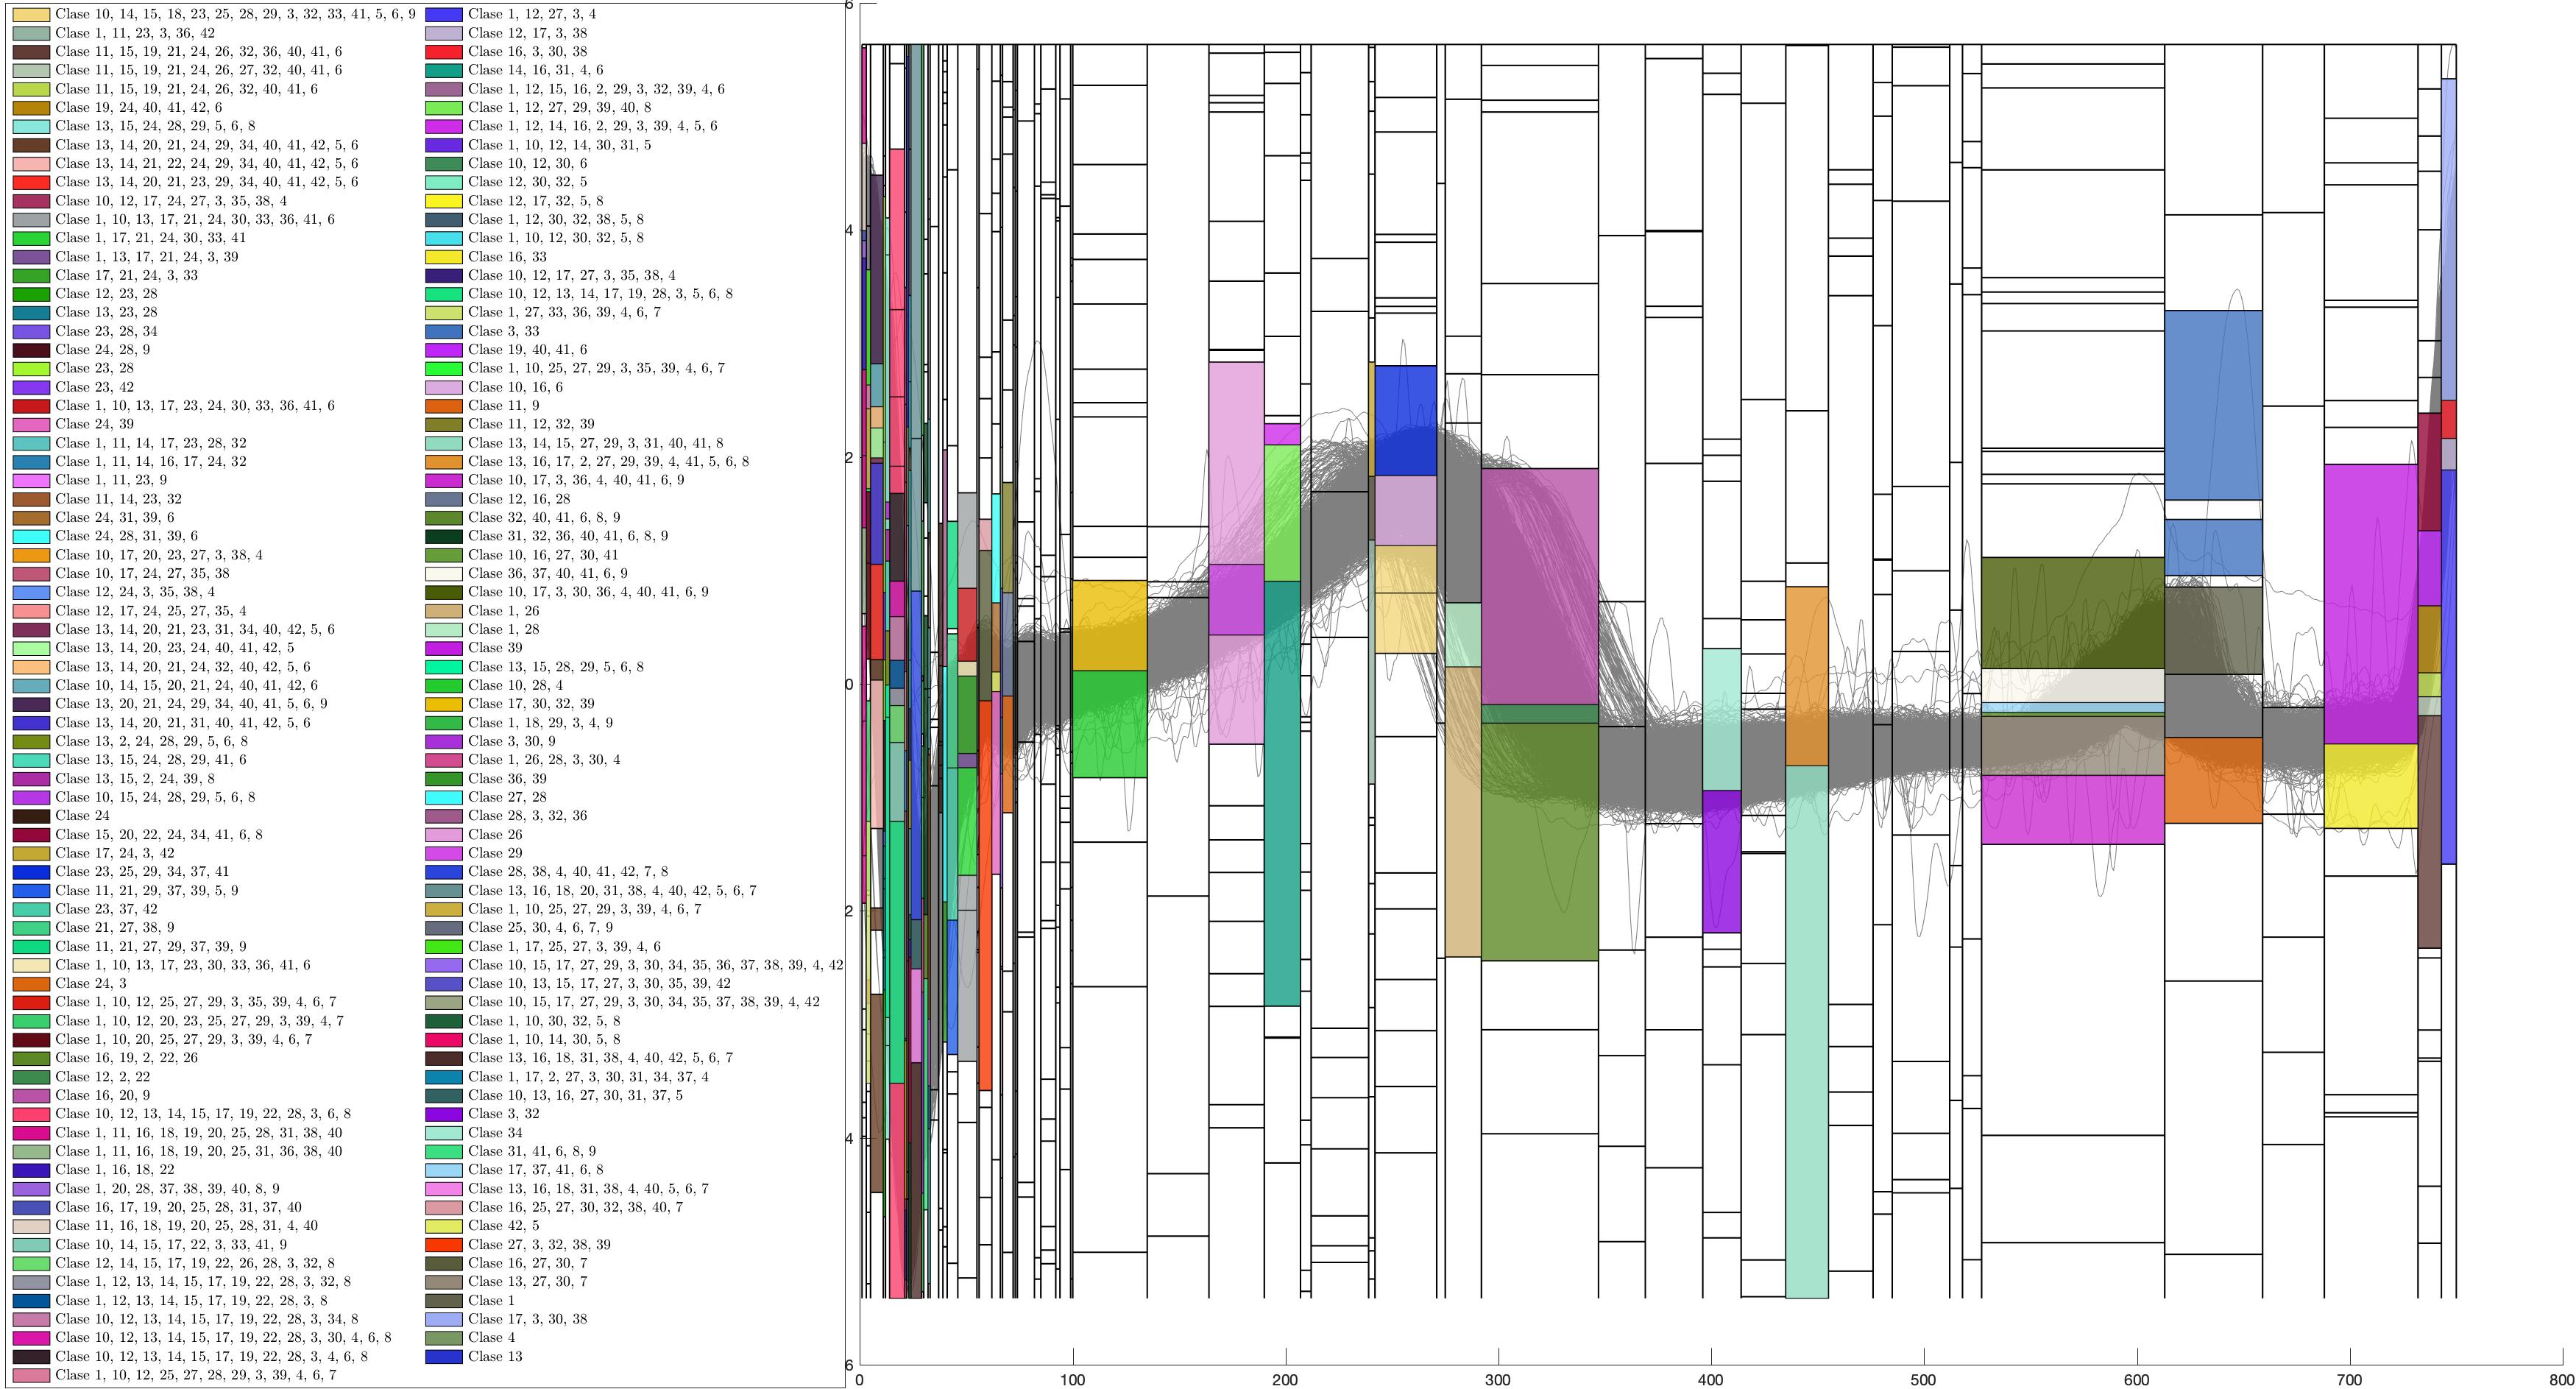 Clase 10, 14, 15, 18, 23, 25, 28, 29, 3, 32, 33, 41, 5, 6, 9
Clase 1, 11, 23, 3, 36, 42
Clase 11, 15, 19, 21, 24, 26, 32, 36, 40, 41, 6
Clase 11, 15, 19, 21, 24, 26, 27, 32, 40, 41, 6
Clase 11, 15, 19, 21, 24, 26, 32, 40, 41, 6
Clase 19, 24, 40, 41, 42, 6
Clase 13, 15, 24, 28, 29, 5, 6, 8
Clase 13, 14, 20, 21, 24, 29, 34, 40, 41, 42, 5, 6
Clase 13, 14, 21, 22, 24, 29, 34, 40, 41, 42, 5, 6
Clase 13, 14, 20, 21, 23, 29, 34, 40, 41, 42, 5, 6
Clase 10, 12, 17, 24, 27, 3, 35, 38, 4
Clase 1, 10, 13, 17, 21, 24, 30, 33, 36, 41, 6
Clase 1, 17, 21, 24, 30, 33, 41
Clase 1, 13, 17, 21, 24, 3, 39
Clase 17, 21, 24, 3, 33
Clase 12, 23, 28
Clase 13, 23, 28
Clase 23, 28, 34
Clase 24, 28, 9
Clase 23, 28
Clase 23, 42
Clase 1, 10, 13, 17, 23, 24, 30, 33, 36, 41, 6
Clase 24, 39
Clase 1, 11, 14, 17, 23, 28, 32
Clase 1, 11, 14, 16, 17, 24, 32
Clase 1, 11, 23, 9
Clase 11, 14, 23, 32
Clase 24, 31, 39, 6
Clase 24, 28, 31, 39, 6
Clase 10, 17, 20, 23, 27, 3, 38, 4
Clase 10, 17, 24, 27, 35, 38
Clase 12, 24, 3, 35, 38, 4
Clase 12, 17, 24, 25, 27, 35, 4
Clase 13, 14, 20, 21, 23, 31, 34, 40, 42, 5, 6
Clase 13, 14, 20, 23, 24, 40, 41, 42, 5
Clase 13, 14, 20, 21, 24, 32, 40, 42, 5, 6
Clase 10, 14, 15, 20, 21, 24, 40, 41, 42, 6
Clase 13, 20, 21, 24, 29, 34, 40, 41, 5, 6, 9
Clase 13, 14, 20, 21, 31, 40, 41, 42, 5, 6
Clase 13, 2, 24, 28, 29, 5, 6, 8
Clase 13, 15, 24, 28, 29, 41, 6
Clase 13, 15, 2, 24, 39, 8
Clase 10, 15, 24, 28, 29, 5, 6, 8
Clase 24
Clase 15, 20, 22, 24, 34, 41, 6, 8
Clase 17, 24, 3, 42
Clase 23, 25, 29, 34, 37, 41
Clase 11, 21, 29, 37, 39, 5, 9
Clase 23, 37, 42
Clase 21, 27, 38, 9
Clase 11, 21, 27, 29, 37, 39, 9
Clase 1, 10, 13, 17, 23, 30, 33, 36, 41, 6
Clase 24, 3
Clase 1, 10, 12, 25, 27, 29, 3, 35, 39, 4, 6, 7
Clase 1, 10, 12, 20, 23, 25, 27, 29, 3, 39, 4, 7
Clase 1, 10, 20, 25, 27, 29, 3, 39, 4, 6, 7
Clase 16, 19, 2, 22, 26
Clase 12, 2, 22
Clase 16, 20, 9
Clase 10, 12, 13, 14, 15, 17, 19, 22, 28, 3, 6, 8
Clase 1, 11, 16, 18, 19, 20, 25, 28, 31, 38, 40
Clase 1, 11, 16, 18, 19, 20, 25, 31, 36, 38, 40
Clase 1, 16, 18, 22
Clase 1, 20, 28, 37, 38, 39, 40, 8, 9
Clase 16, 17, 19, 20, 25, 28, 31, 37, 40
Clase 11, 16, 18, 19, 20, 25, 28, 31, 4, 40
Clase 10, 14, 15, 17, 22, 3, 33, 41, 9
Clase 12, 14, 15, 17, 19, 22, 26, 28, 3, 32, 8
Clase 1, 12, 13, 14, 15, 17, 19, 22, 28, 3, 32, 8
Clase 1, 12, 13, 14, 15, 17, 19, 22, 28, 3, 8
Clase 10, 12, 13, 14, 15, 17, 19, 22, 28, 3, 34, 8
Clase 10, 12, 13, 14, 15, 17, 19, 22, 28, 3, 30, 4, 6, 8
Clase 10, 12, 13, 14, 15, 17, 19, 22, 28, 3, 4, 6, 8
Clase 1, 10, 12, 25, 27, 28, 29, 3, 39, 4, 6, 7
Clase 1, 12, 27, 3, 4
Clase 12, 17, 3, 38
Clase 16, 3, 30, 38
Clase 14, 16, 31, 4, 6
Clase 1, 12, 15, 16, 2, 29, 3, 32, 39, 4, 6
Clase 1, 12, 27, 29, 39, 40, 8
Clase 1, 12, 14, 16, 2, 29, 3, 39, 4, 5, 6
Clase 1, 10, 12, 14, 30, 31, 5
Clase 10, 12, 30, 6
Clase 12, 30, 32, 5
Clase 12, 17, 32, 5, 8
Clase 1, 12, 30, 32, 38, 5, 8
Clase 1, 10, 12, 30, 32, 5, 8
Clase 16, 33
Clase 10, 12, 17, 27, 3, 35, 38, 4
Clase 10, 12, 13, 14, 17, 19, 28, 3, 5, 6, 8
Clase 1, 27, 33, 36, 39, 4, 6, 7
Clase 3, 33
Clase 19, 40, 41, 6
Clase 1, 10, 25, 27, 29, 3, 35, 39, 4, 6, 7
Clase 10, 16, 6
Clase 11, 9
Clase 11, 12, 32, 39
Clase 13, 14, 15, 27, 29, 3, 31, 40, 41, 8
Clase 13, 16, 17, 2, 27, 29, 39, 4, 41, 5, 6, 8
Clase 10, 17, 3, 36, 4, 40, 41, 6, 9
Clase 12, 16, 28
Clase 32, 40, 41, 6, 8, 9
Clase 31, 32, 36, 40, 41, 6, 8, 9
Clase 10, 16, 27, 30, 41
Clase 36, 37, 40, 41, 6, 9
Clase 10, 17, 3, 30, 36, 4, 40, 41, 6, 9
Clase 1, 26
Clase 1, 28
Clase 39
Clase 13, 15, 28, 29, 5, 6, 8
Clase 10, 28, 4
Clase 17, 30, 32, 39
Clase 1, 18, 29, 3, 4, 9
Clase 3, 30, 9
Clase 1, 26, 28, 3, 30, 4
Clase 36, 39
Clase 27, 28
Clase 28, 3, 32, 36
Clase 26
Clase 29
Clase 28, 38, 4, 40, 41, 42, 7, 8
Clase 13, 16, 18, 20, 31, 38, 4, 40, 42, 5, 6, 7
Clase 1, 10, 25, 27, 29, 3, 39, 4, 6, 7
Clase 25, 30, 4, 6, 7, 9
Clase 1, 17, 25, 27, 3, 39, 4, 6
Clase 10, 15, 17, 27, 29, 3, 30, 34, 35, 36, 37, 38, 39, 4, 42
Clase 10, 13, 15, 17, 27, 3, 30, 35, 39, 42
Clase 10, 15, 17, 27, 29, 3, 30, 34, 35, 37, 38, 39, 4, 42
Clase 1, 10, 30, 32, 5, 8
Clase 1, 10, 14, 30, 5, 8
Clase 13, 16, 18, 31, 38, 4, 40, 42, 5, 6, 7
Clase 1, 17, 2, 27, 3, 30, 31, 34, 37, 4
Clase 10, 13, 16, 27, 30, 31, 37, 5
Clase 3, 32
Clase 34
Clase 31, 41, 6, 8, 9
Clase 17, 37, 41, 6, 8
Clase 13, 16, 18, 31, 38, 4, 40, 5, 6, 7
Clase 16, 25, 27, 30, 32, 38, 40, 7
Clase 42, 5
Clase 27, 3, 32, 38, 39
Clase 16, 27, 30, 7
Clase 13, 27, 30, 7
Clase 1
Clase 17, 3, 30, 38
Clase 4
Clase 13
6
4
2
0
2
4
6
0 100 200 300 400 500 600 700 800